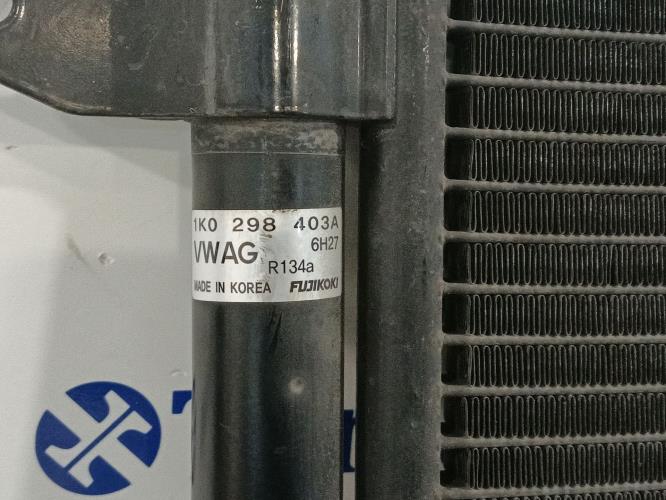 1K0 298 403A
VWAG 6H27
R134a
MADE IN KOREA FUJIKOKI